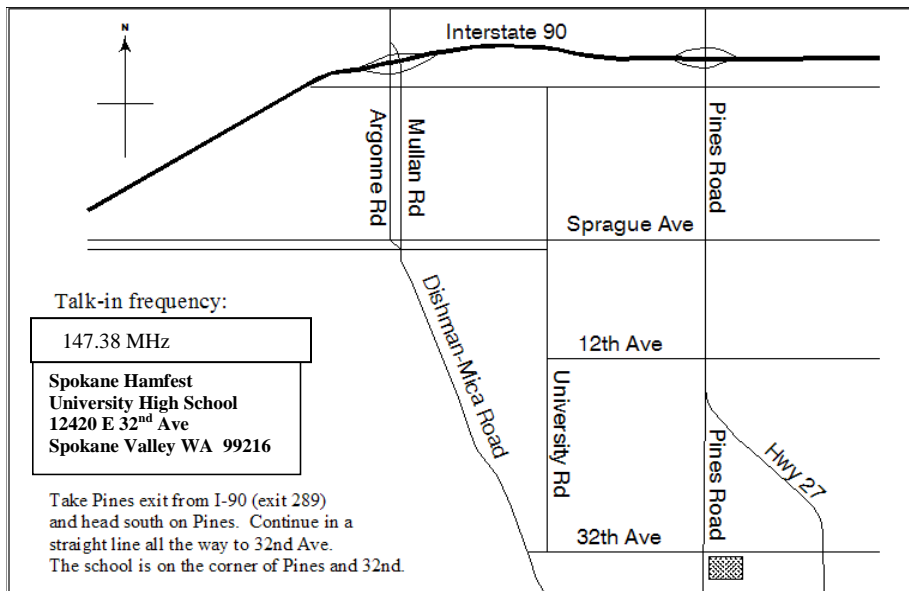 N
Interstate 90
Argonne Rd
Mullan Rd
Pines Road
Sprague Ave
Talk-in frequency:
147.38 MHz
Spokane Hamfest
University High School
12420 E 32nd Ave
Spokane Valley WA 99216
Dishman-Mica Road
12th Ave
University Rd
Pines Road
Hwy 27
32th Ave
Take Pines exit from I-90 (exit 289)
and head south on Pines. Continue in a
straight line all the way to 32nd Ave.
The school is on the corner of Pines and 32nd.